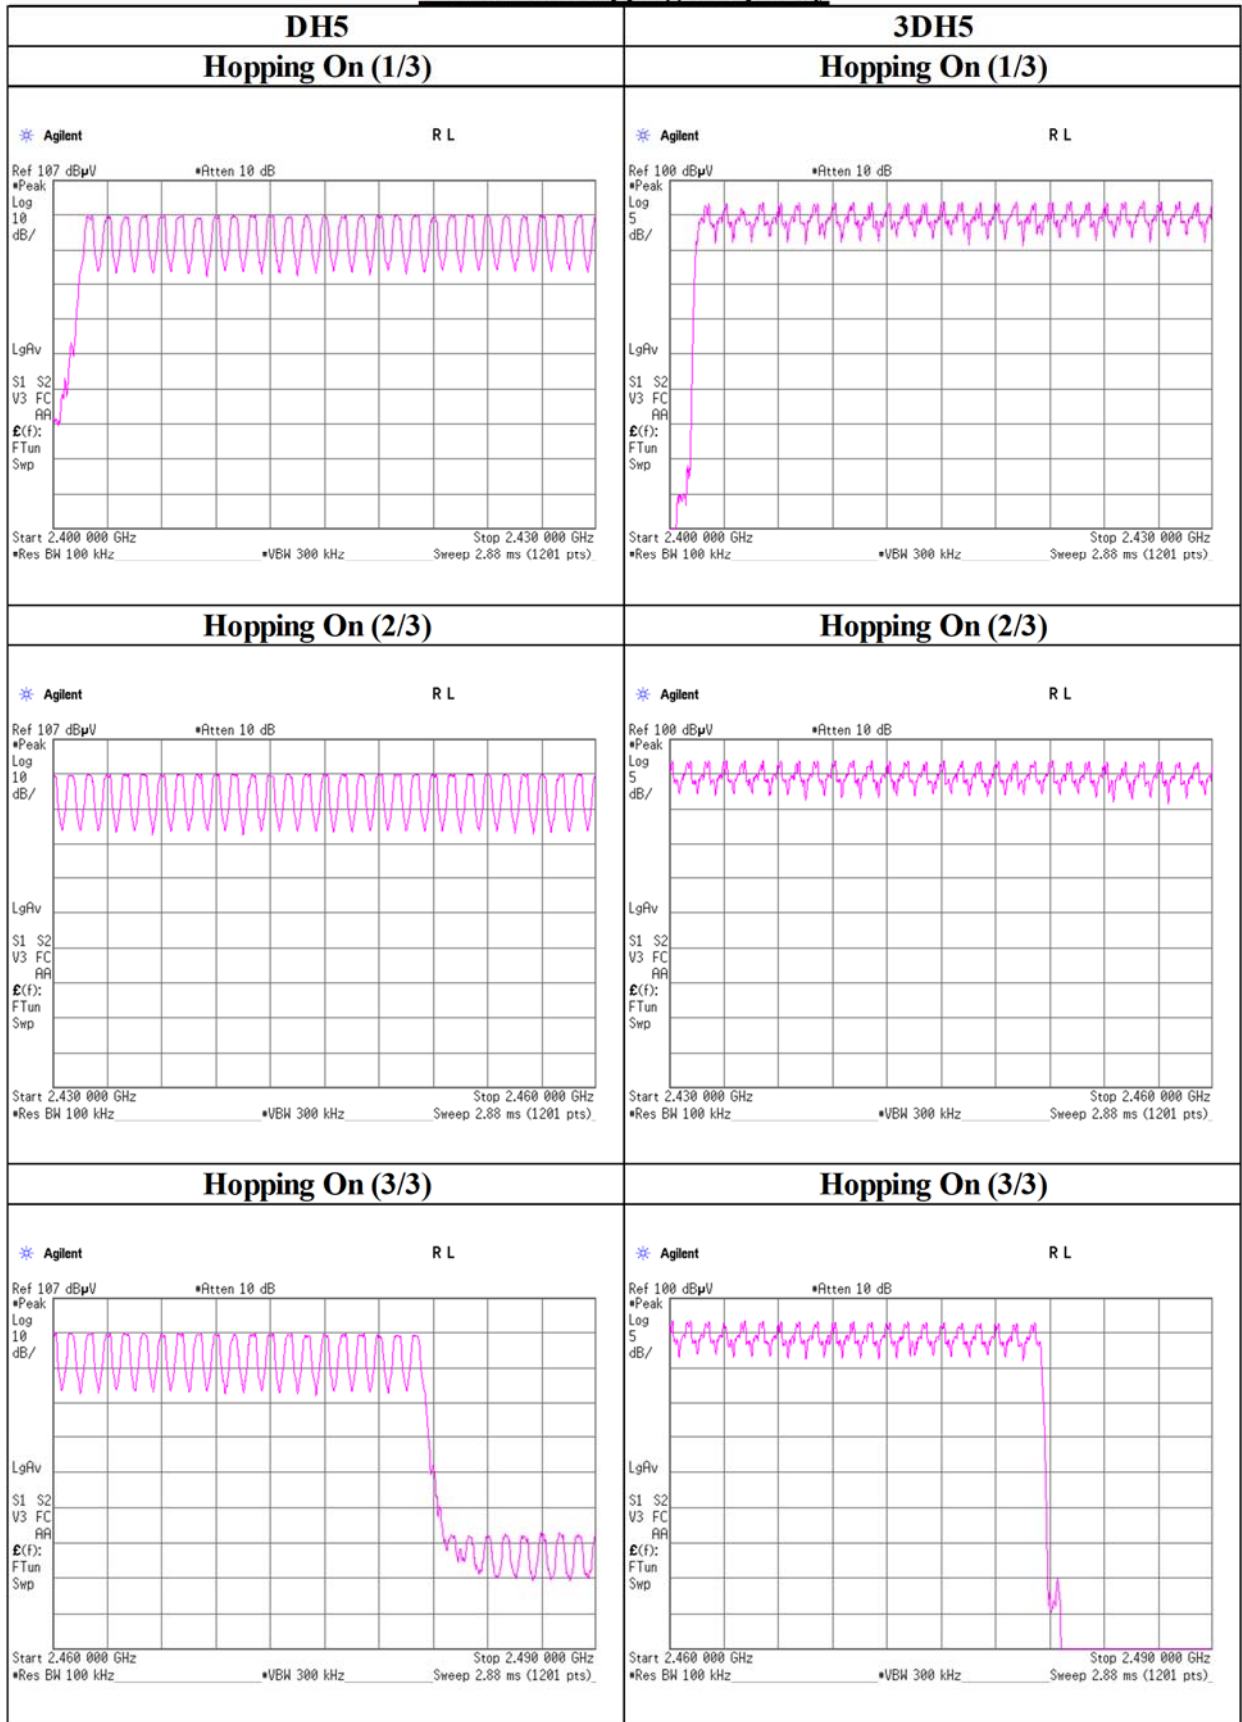 DH5 3DH5
Hopping On (1/3) Hopping On (1/3)
Agilent R L
Ref 107 dBµV *Atten 10 dB
*Peak
Log
10
dB/
LgAv
S1 S2
V3 FC
AA
£(f):
FTun
Swp
Start 2.400 000 GHz Stop 2.430 00 GHz
*Res BW 100 kHz *VBW 300 kHz Sweep 2.88 ms (1201 pts)
Agilent R L
Ref 100 dBµV *Atten 10 dB
*Peak
Log
5
dB/
LgAv
S1 S2
V3 FC
AA
£(f):
FTun
Swp
Start 2.400 000 GHz Stop 2.430 00 GHz
*Res BW 100 kHz *VBW 300 kHz Sweep 2.88 ms (1201 pts)
Hopping On (2/3) Hopping On (2/3)
Agilent R L
Ref 107 dBµV *Atten 10 dB
*Peak
Log
10
dB/
LgAv
S1 S2
V3 FC
AA
£(f):
FTun
Swp
Start 2.430 000 GHz Stop 2.460 00 GHz
*Res BW 100 kHz *VBW 300 kHz Sweep 2.88 ms (1201 pts)
Agilent R L
Ref 100 dBµV *Atten 10 dB
*Peak
Log
5
dB/
LgAv
S1 S2
V3 FC
AA
£(f):
FTun
Swp
Start 2.430 000 GHz Stop 2.460 00 GHz
*Res BW 100 kHz *VBW 300 kHz Sweep 2.88 ms (1201 pts)
Hopping On (3/3) Hopping On (3/3)
Agilent R L
Ref 107 dBµV *Atten 10 dB
*Peak
Log
10
dB/
LgAv
S1 S2
V3 FC
AA
£(f):
FTun
Swp
Start 2.460 000 GHz Stop 2.490 00 GHz
*Res BW 100 kHz *VBW 300 kHz Sweep 2.88 ms (1201 pts)
Agilent R L
Ref 100 dBµV *Atten 10 dB
*Peak
Log
5
dB/
LgAv
S1 S2
V3 FC
AA
£(f):
FTun
Swp
Start 2.460 000 GHz Stop 2.490 00 GHz
*Res BW 100 kHz *VBW 300 kHz Sweep 2.88 ms (1201 pts)